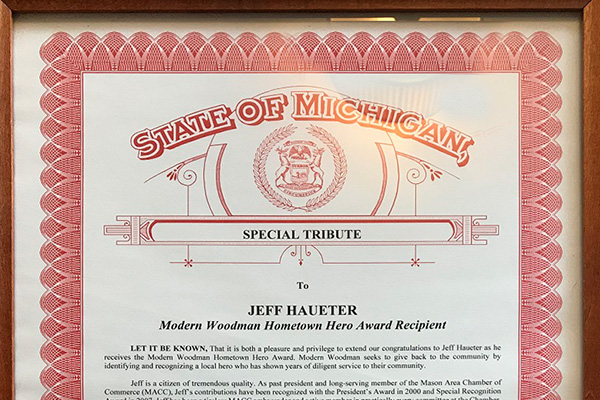 STATE OF MICHIGAN,
TUEBOR
SPECIAL TRIBUTE
To
JEFF HAUETER
Modern Woodman Hometown Hero Award Recipient
LET IT BE KNOWN, That it is both a pleasure and privilege to extend our congratulations to Jeff Haueter as he
receives the Modern Woodman Hometown Hero Award. Modern Woodman seeks to give back to the community by
identifying and recognizing a local hero who has shown years of diligent service to their community.
Jeff is a citizen of tremendous quality. As past president and long-serving member of the Mason Area Chamber of
Commerce (MACC), Jeff's contributions have been recognized with the President's Award in 2000 and Special Recognition